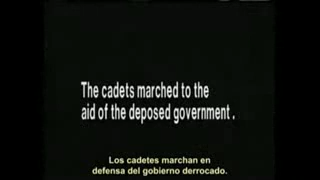 The cadets marched to the
aid of the deposed government .
Los cadetes marchan en
defensa del gobierno derrocado.